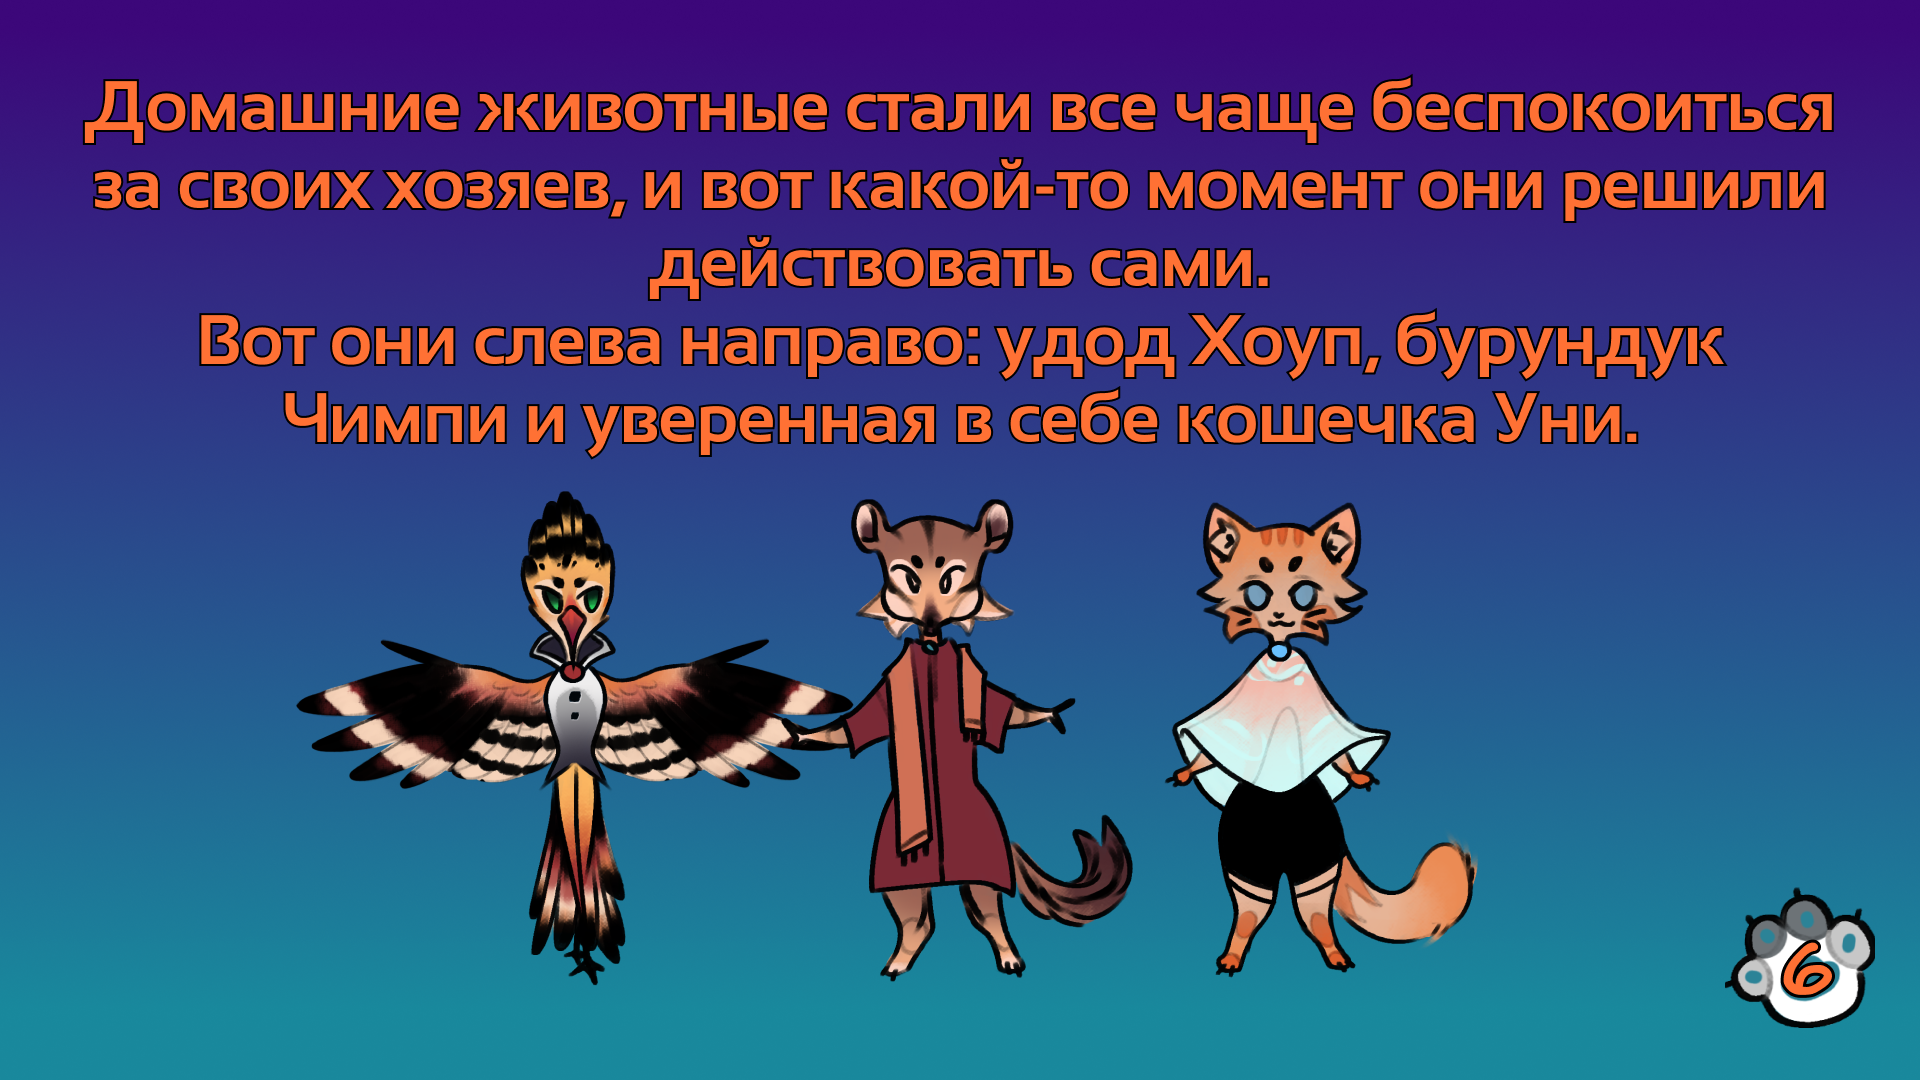 Домашние животные стали все чаще беспокоиться
за своих хозяев, и вот какой-то момент они решили
действовать сами.
Вот они слева направо: удод Хоуп, бурундук
Чимпи и уверенная в себе кошечка Уни.
6